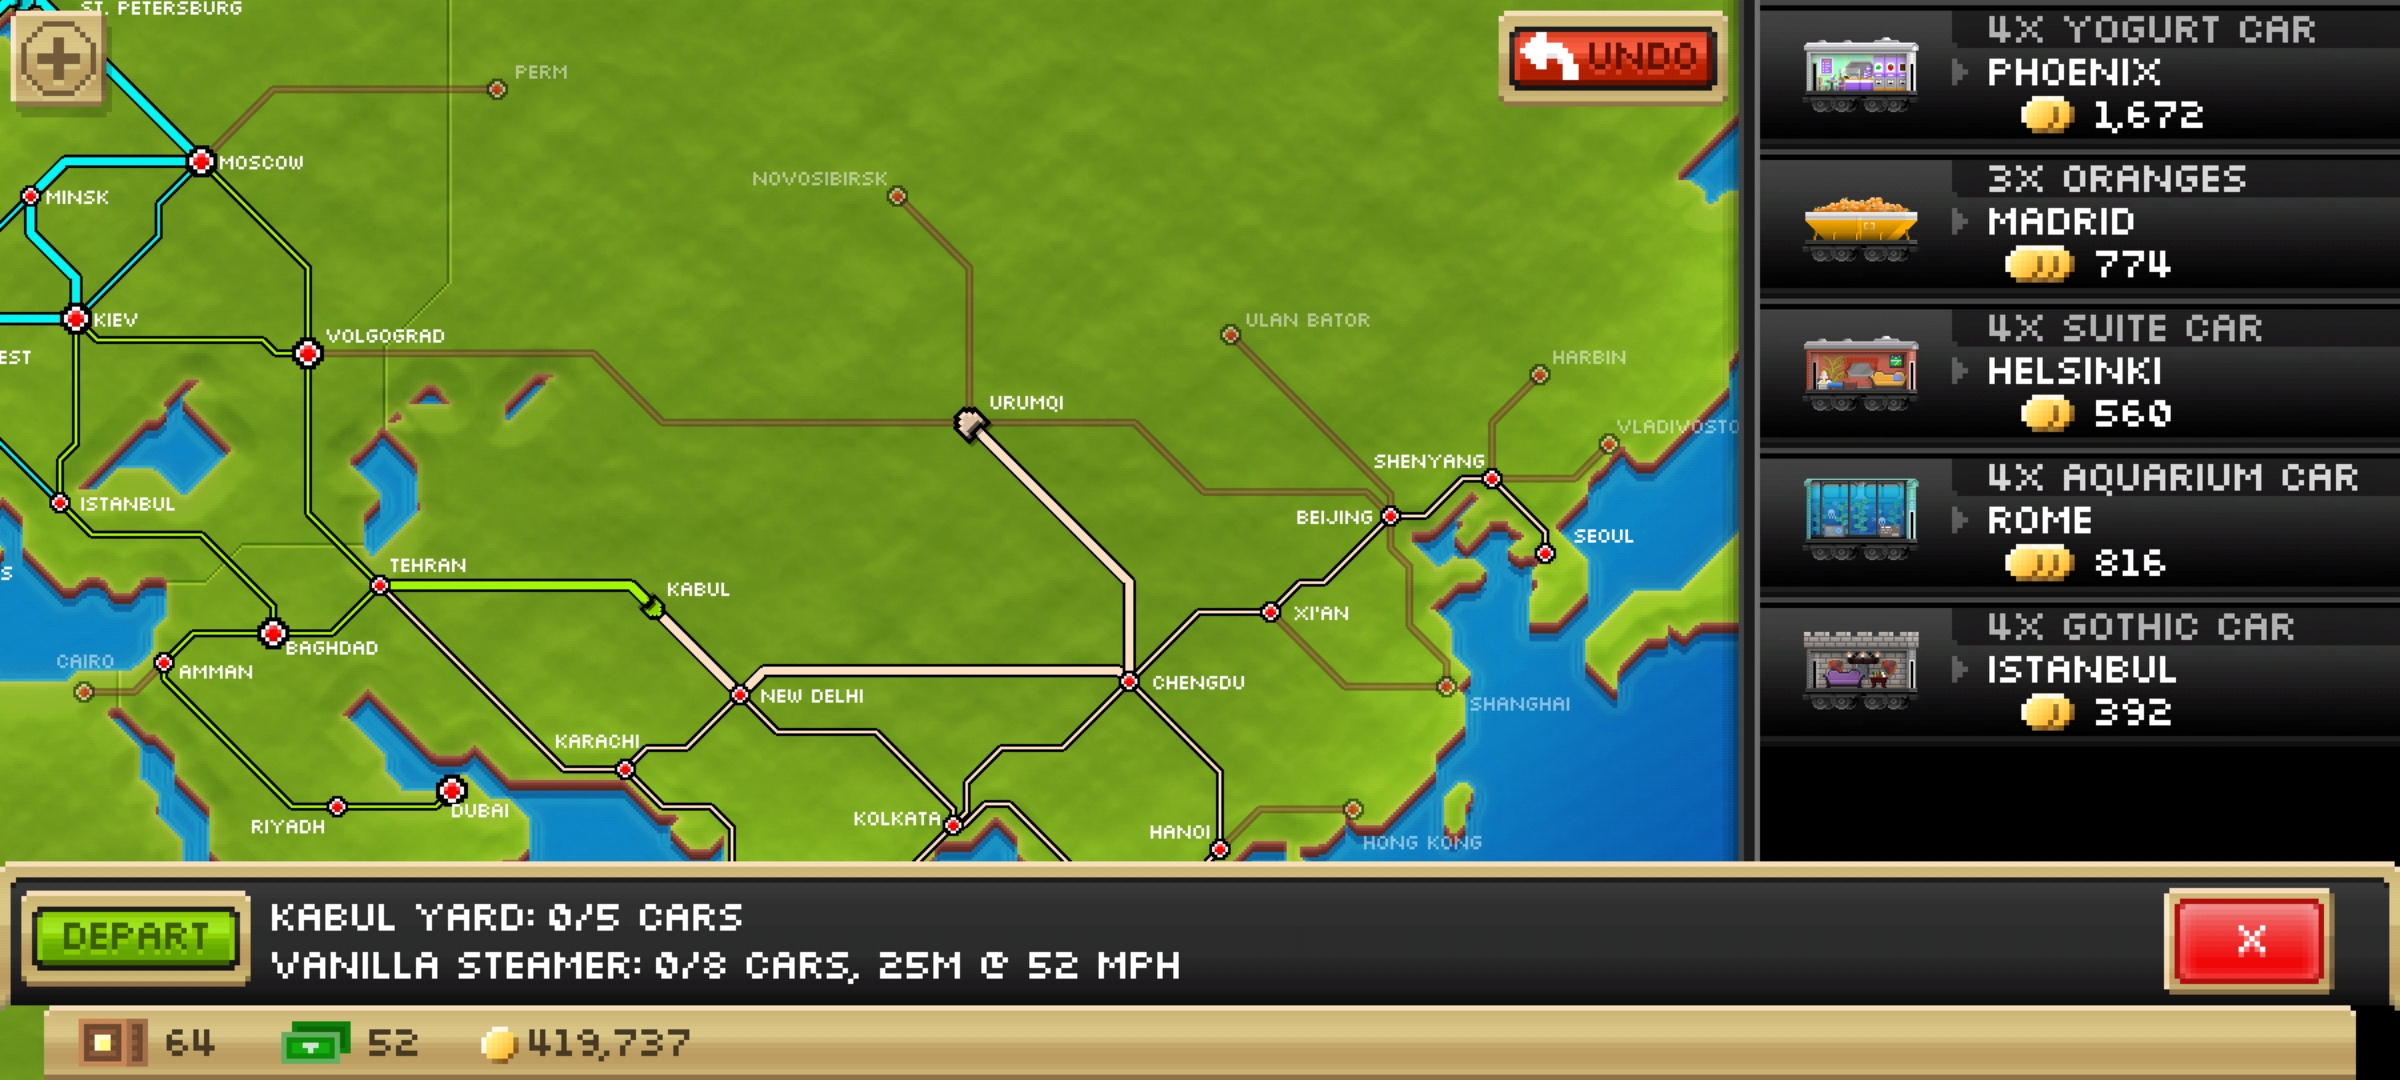 ST. PETERSBURG
PERM
UNDO
MOSCOW
NOVOSIBIRSK
MINSK
KIEV
ULAN BATOR
VOLGOGRAD
EST
HARBIN
URUMQI
VLADIVOSTO
SHENYANG
ISTANBUL
BEIJING
SEOUL
TEHRAN
S
KABUL
XI'AN
BAGHDAD
CAIRO
AMMAN
CHENGDU
NEW DELHI
SHANGHAI
KARACHI
DUBAI
KOLKATA
RIYADH
HANOI
HONG KONG
4X YOGURT CAR
PHOENIX
1,672
3X ORANGES
MADRID
774
4X SUITE CAR
HELSINKI
560
4X AQUARIUM CAR
ROME
816
4X GOTHIC CAR
ISTANBUL
392
DEPART
KABUL YARD: 0/5 CARS
VANILLA STEAMER: 0/8 CARS, 25M @ 52 MPH
X
64
52
419,737